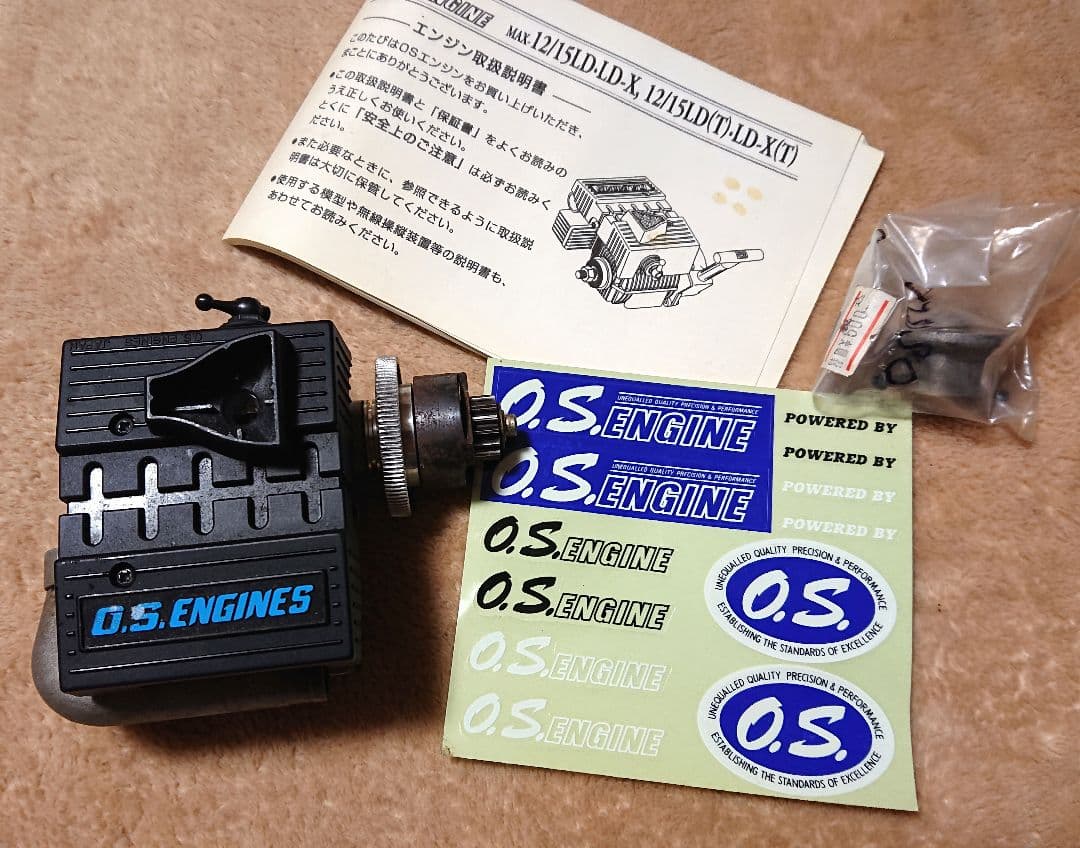 ENGINE
MAX-12/15LD·LD-X, 12/15LD(T)·LD-X(T)
エンジン取扱説明書
このたびはOSエンジンをお買い上げいただき、
まことにありがとうございます。
●この取扱説明書と「保証書」をよくお読みの
うえ正しくお使いください。
とくに「安全上のご注意」は必ずお読みく
ださい。
●また必要なときに、参照できるように取扱説
明書は大切に保管してください。
●使用する模型や無線操縦装置等の説明書も、
あわせてお読みください。
O.S. ENGINES JAPAN
O.S. ENGINES
UNEQUALLED QUALITY PRECISION & PERFORMANCE
O.S. ENGINE
UNEQUALLED QUALITY PRECISION & PERFORMANCE
O.S. ENGINE
O.S. ENGINE
O.S. ENGINE
O.S. ENGINE
O.S. ENGINE
POWERED BY
POWERED BY
POWERED BY
POWERED BY
UNEQUALLED QUALITY PRECISION & PERFORMANCE
O.S.
ESTABLISHING THE STANDARDS OF EXCELLENCE
UNEQUALLED QUALITY PRECISION & PERFORMANCE
O.S.
ESTABLISHING THE STANDARDS OF EXCELLENCE